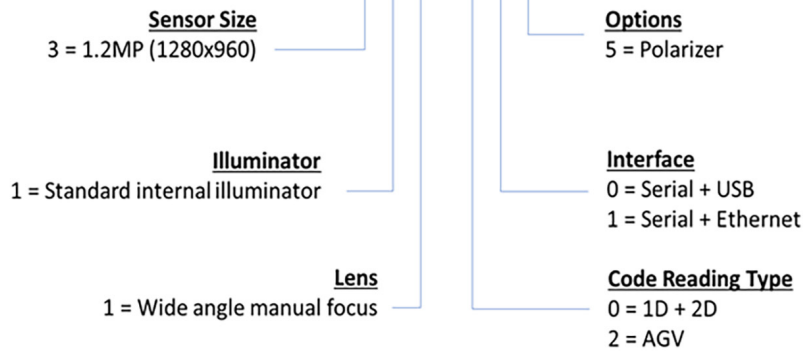 Sensor Size
3 = 1.2MP (1280x960)
Options
5 = Polarizer
Illuminator
1 = Standard internal illuminator
Interface
0 = Serial + USB
1 = Serial + Ethernet
Lens
1 = Wide angle manual focus
Code Reading Type
0 = 1D + 2D
2 = AGV